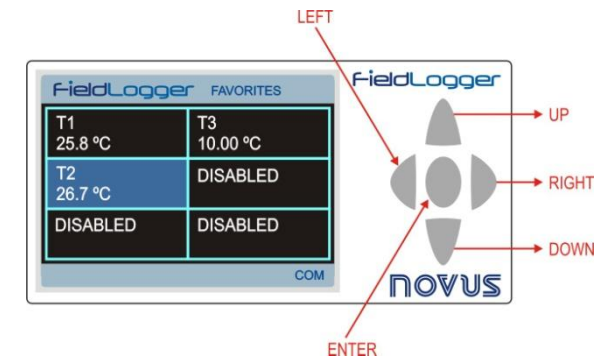 LEFT
FieldLogger FAVORITES
FieldLogger
T1
25.8 ºC
T3
10.00 ºC
T2
26.7 ºC
DISABLED
DISABLED
DISABLED
COM
UP
RIGHT
DOWN
NOVUS
ENTER